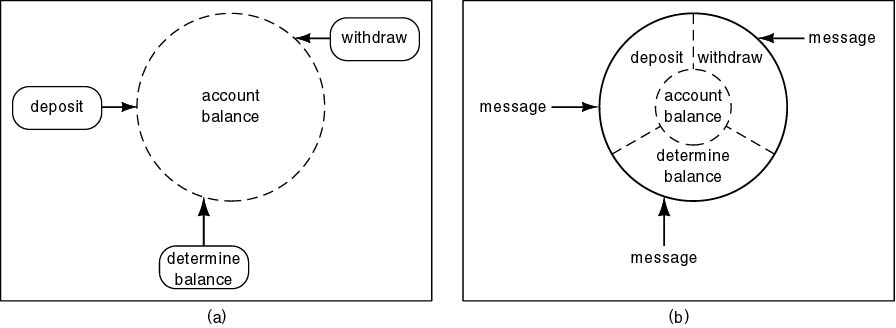 withdraw
deposit
account
balance
determine
balance
(a)
deposit
withdraw
message
message
account
balance
determine
balance
message
(b)